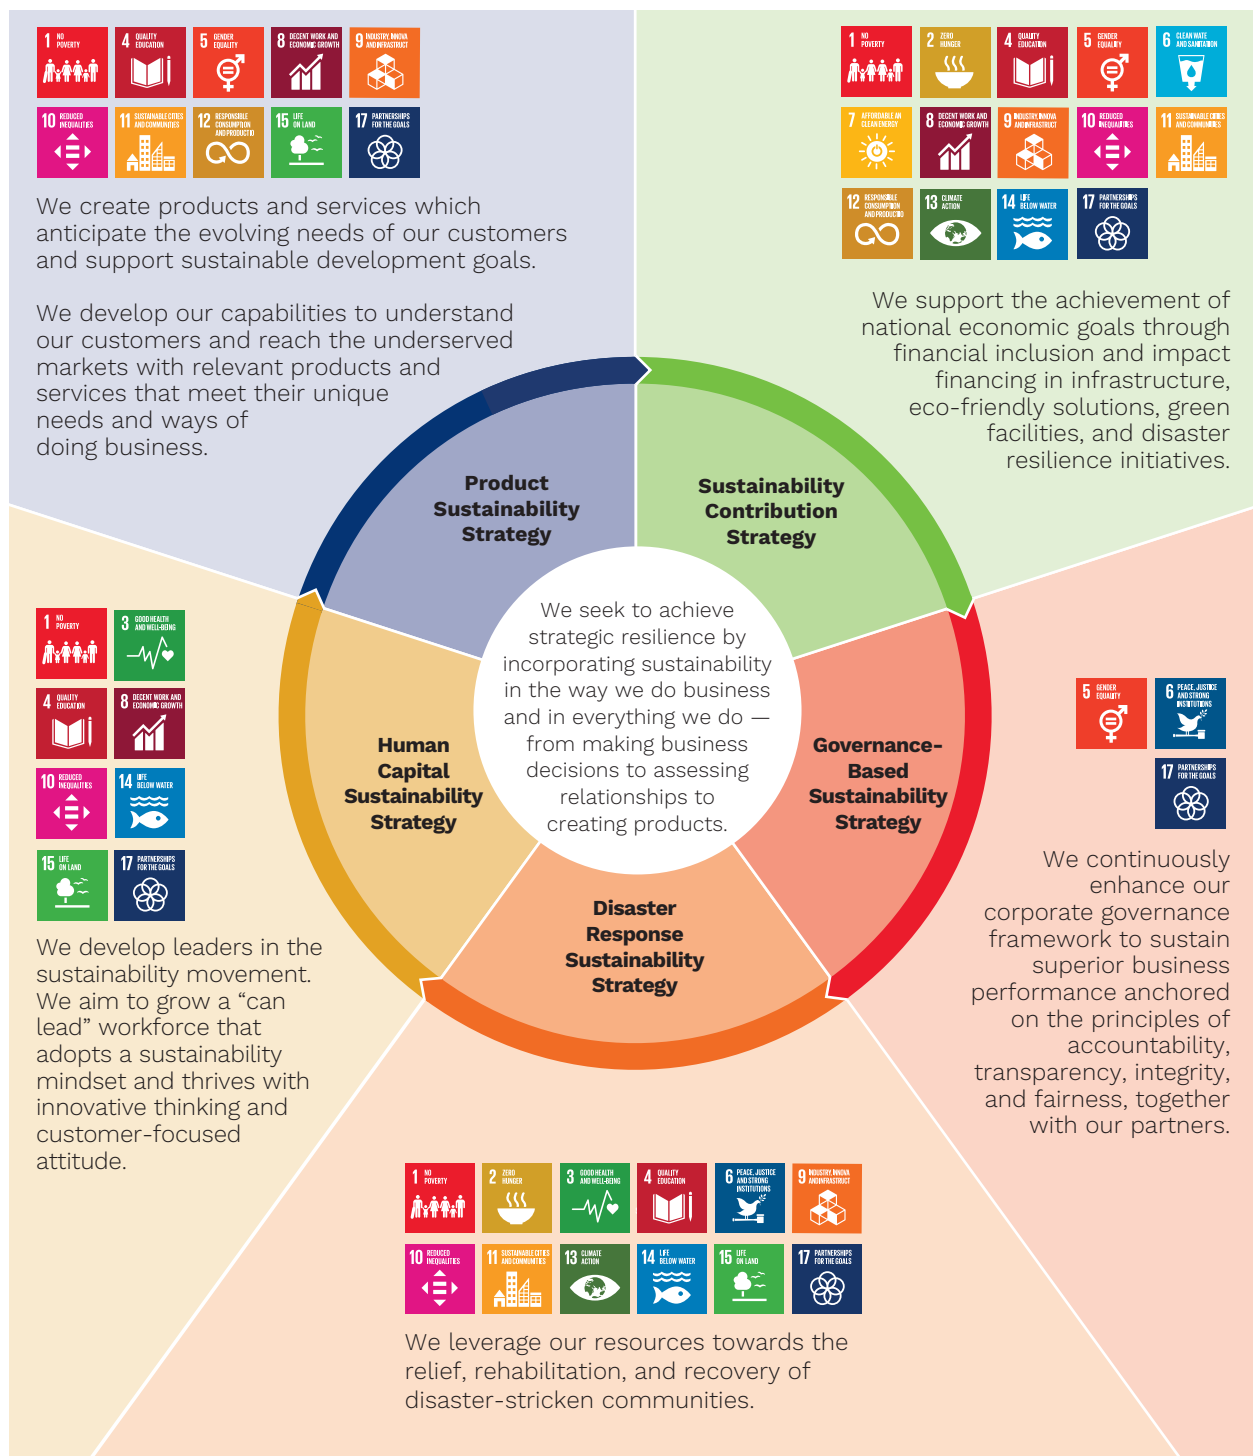 1 NO
POVERTY
4 QUALITY
EDUCATION
5 GENDER
EQUALITY
8 DECENT WORK AND
ECONOMIC GROWTH
9 INDUSTRY, INNOVA
AND INFRASTRUCT
10 REDUCED
INEQUALITIES
11 SUSTAINABLE CITIES
AND COMMUNITIES
12 RESPONSIBLE
CONSUMPTION
AND PRODUCTIO
15 LIFE
ON LAND
17 PARTNERSHIPS
FOR THE GOALS
We create products and services which
anticipate the evolving needs of our customers
and support sustainable development goals.
We develop our capabilities to understand
our customers and reach the underserved
markets with relevant products and
services that meet their unique
needs and ways of
doing business.
1 NO
POVERTY
2 ZERO
HUNGER
4 QUALITY
EDUCATION
5 GENDER
EQUALITY
6 CLEAN WATE
AND SANITATION
7 AFFORDABLE AN
CLEAN ENERGY
8 DECENT WORK AND
ECONOMIC GROWTH
9 INDUSTRY, INNOVA
AND INFRASTRUCT
10 REDUCED
INEQUALITIES
11 SUSTAINABLE CITIES
AND COMMUNITIES
12 RESPONSIBLE
CONSUMPTION
AND PRODUCTIO
13 CLIMATE
ACTION
14 LIFE
BELOW WATER
17 PARTNERSHIPS
FOR THE GOALS
We support the achievement of
national economic goals through
financial inclusion and impact
financing in infrastructure,
eco-friendly solutions, green
facilities, and disaster
resilience initiatives.
Product
Sustainability
Strategy
Sustainability
Contribution
Strategy
We seek to achieve
strategic resilience by
incorporating sustainability
in the way we do business
and in everything we do —
from making business
decisions to assessing
relationships to
creating products.
Human
Capital
Sustainability
Strategy
Governance-
Based
Sustainability
Strategy
Disaster
Response
Sustainability
Strategy
1 NO
POVERTY
3 GOOD HEALTH
AND WELL-BEING
4 QUALITY
EDUCATION
8 DECENT WORK AND
ECONOMIC GROWTH
10 REDUCED
INEQUALITIES
14 LIFE
BELOW WATER
15 LIFE
ON LAND
17 PARTNERSHIPS
FOR THE GOALS
We develop leaders in the
sustainability movement.
We aim to grow a “can
lead” workforce that
adopts a sustainability
mindset and thrives with
innovative thinking and
customer-focused
attitude.
5 GENDER
EQUALITY
6 PEACE, JUSTICE
AND STRONG
INSTITUTIONS
17 PARTNERSHIPS
FOR THE GOALS
We continuously
enhance our
corporate governance
framework to sustain
superior business
performance anchored
on the principles of
accountability,
transparency, integrity,
and fairness, together
with our partners.
1 NO
POVERTY
2 ZERO
HUNGER
3 GOOD HEALTH
AND WELL-BEING
4 QUALITY
EDUCATION
6 PEACE, JUSTICE
AND STRONG
INSTITUTIONS
9 INDUSTRY, INNOVA
AND INFRASTRUCT
10 REDUCED
INEQUALITIES
11 SUSTAINABLE CITIES
AND COMMUNITIES
13 CLIMATE
ACTION
14 LIFE
BELOW WATER
15 LIFE
ON LAND
17 PARTNERSHIPS
FOR THE GOALS
We leverage our resources towards the
relief, rehabilitation, and recovery of
disaster-stricken communities.